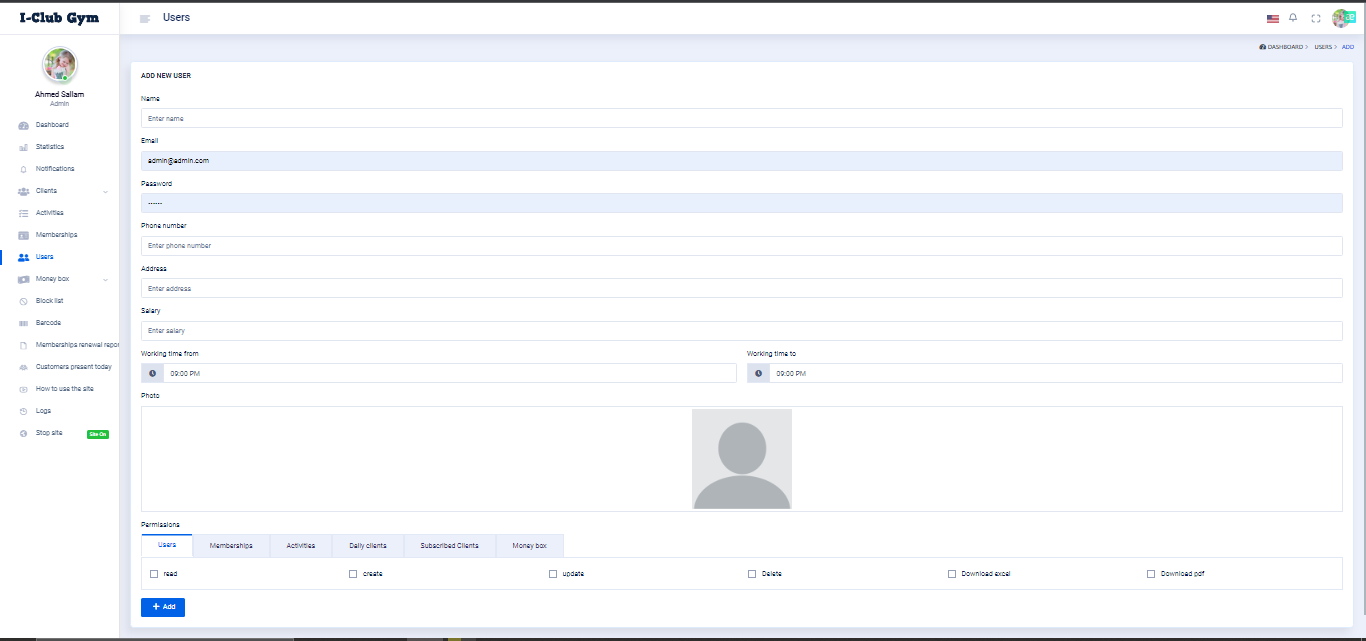 I-Club Gym
Users
DASHBOARD > USERS > ADD
Ahmed Sallam
Admin
Dashboard
Statistics
Notifications
Clients
Activities
Memberships
Users
Money box
Block list
Barcode
Memberships renewal repor
Customers present today
How to use the site
Logs
Stop site
Site On
ADD NEW USER
Name
Enter name
Email
admin@admin.com
Password
••••••
Phone number
Enter phone number
Address
Enter address
Salary
Enter salary
Working time from
Working time to
09:00 PM
09:00 PM
Photo
Permissions
Users
Memberships
Activities
Daily clients
Subscribed Clients
Money box
read
create
update
Delete
Download excel
Download pdf
+ Add